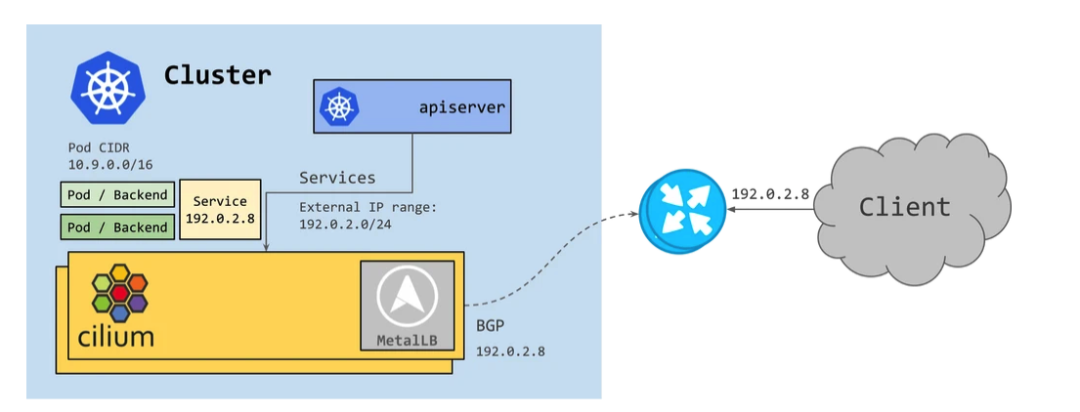 Cluster
apiserver
Pod CIDR
10.9.0.0/16
Services
Pod / Backend
Service
192.0.2.8
Pod / Backend
External IP range:
192.0.2.0/24
192.0.2.8
Client
cilium
MetalLB
BGP
192.0.2.8